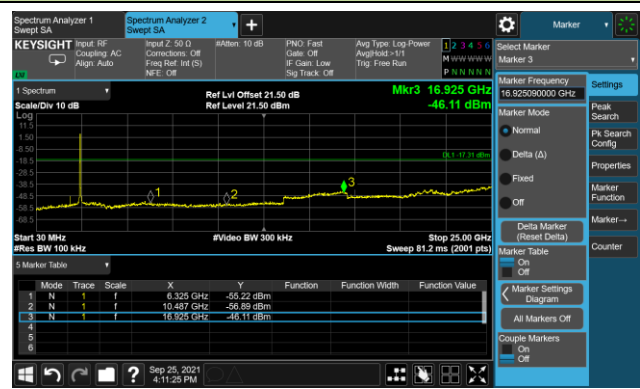 Spectrum Analyzer 1
Swept SA
Spectrum Analyzer 2
Swept SA
Marker
KEYSIGHT
Input: RF
Coupling: AC
Align: Auto
Input Z: 50 Ω
Corrections: Off
Freq Ref: Int (S)
NFE: Off
#Atten: 10 dB
PNO: Fast
Gate: Off
IF Gain: Low
Sig Track: Off
Avg Type: Log-Power
Avg|Hold:>1/1
Trig: Free Run
1 2 3 4 5 6
M W W W W W
P N N N N N
LW
Select Marker
Marker 3
1 Spectrum
Scale/Div 10 dB
Ref Lvl Offset 21.50 dB
Ref Level 21.50 dBm
Mkr3 16.925 GHz
-46.11 dBm
Log
11.5
1.50
-8.50
-18.5
-28.5
-38.5
-48.5
-58.5
-68.5
DL1 -17.31 dBm
1
2
3
Start 30 MHz
#Res BW 100 kHz
#Video BW 300 kHz
Stop 25.00 GHz
Sweep 81.2 ms (2001 pts)
5 Marker Table
Mode Trace Scale X Y Function Function Width Function Value
1 N 1 f 6.325 GHz -55.22 dBm
2 N 1 f 10.487 GHz -56.89 dBm
3 N 1 f 16.925 GHz -46.11 dBm
4
5
6
Marker Frequency
16.925090000 GHz
Marker Mode
Normal
Delta (Δ)
Fixed
Off
Delta Marker
(Reset Delta)
Marker Table
On
Off
Marker Settings
Diagram
All Markers Off
Couple Markers
On
Off
Settings
Peak
Search
Pk Search
Config
Properties
Marker
Function
Marker→
Counter
Sep 25, 2021
4:11:25 PM